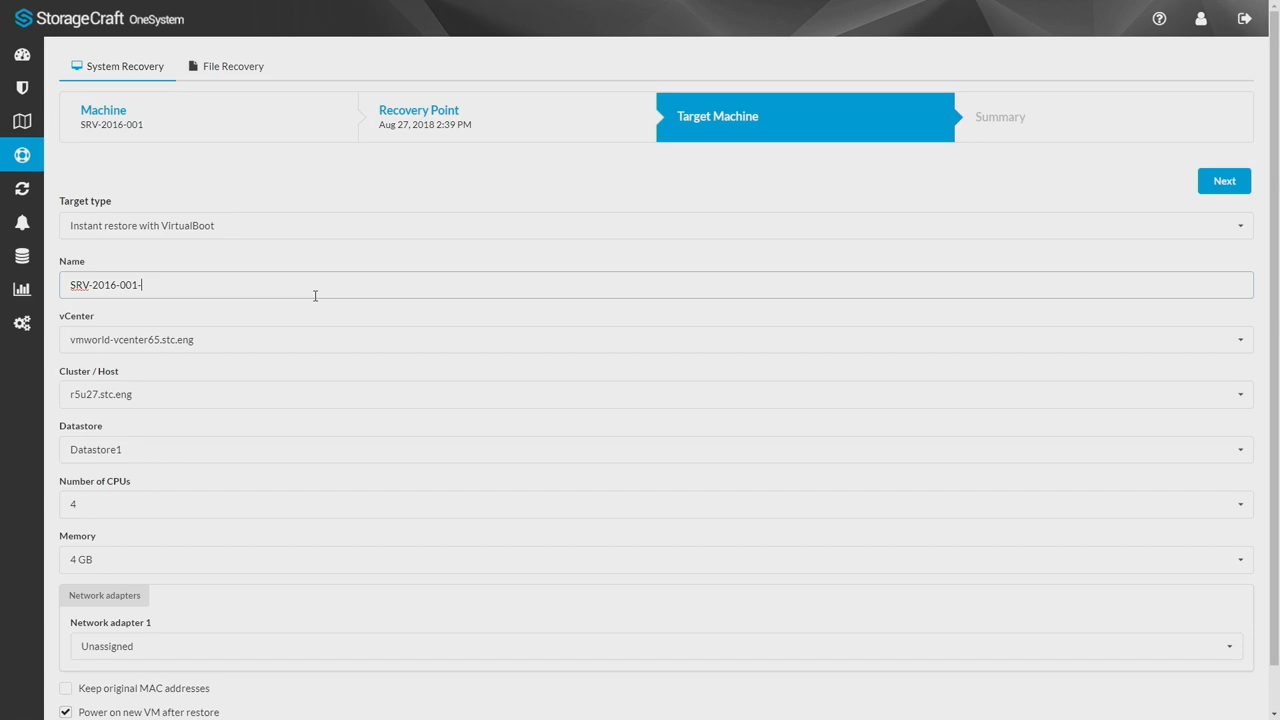 StorageCraft OneSystem
System Recovery
File Recovery
Machine
SRV-2016-001
Recovery Point
Aug 27, 2018 2:39 PM
Target Machine
Summary
Next
Target type
Instant restore with VirtualBoot
Name
SRV-2016-001-
vCenter
vmworld-vcenter65.stc.eng
Cluster / Host
r5u27.stc.eng
Datastore
Datastore1
Number of CPUs
4
Memory
4 GB
Network adapters
Network adapter 1
Unassigned
Keep original MAC addresses
Power on new VM after restore